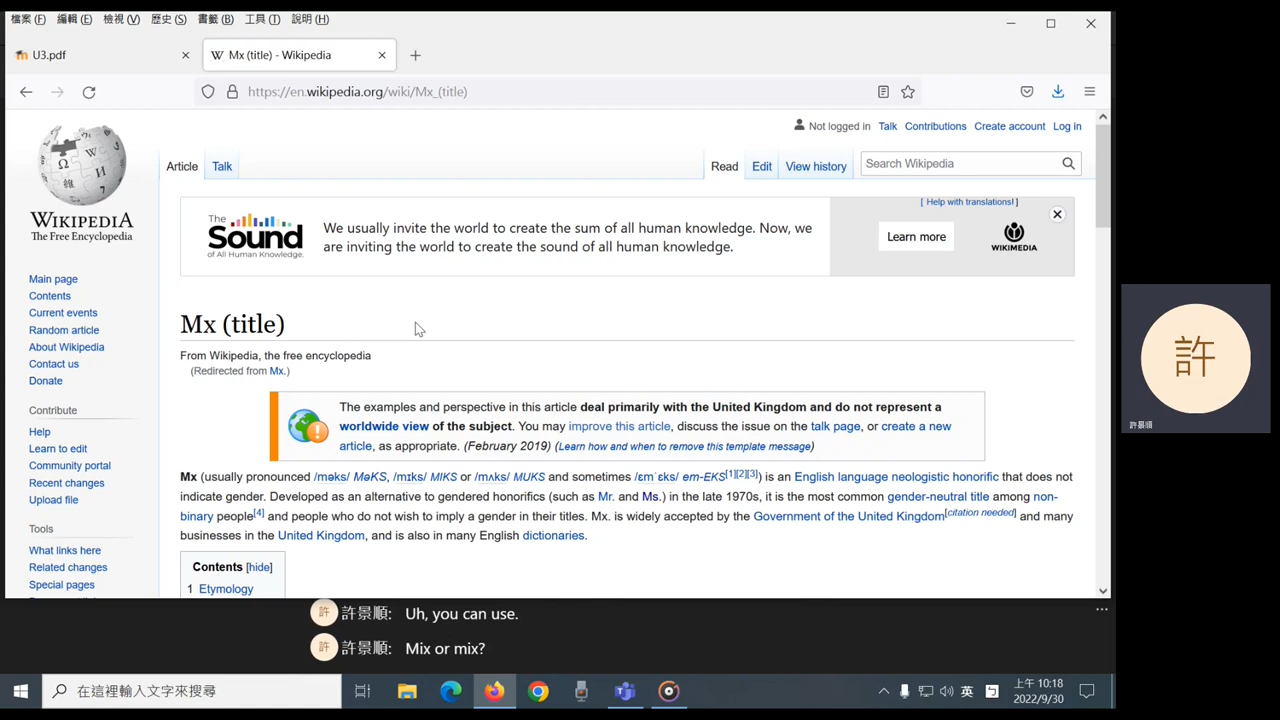 檔案 (F) 編輯 (E) 檢視 (V) 歷史 (S) 書籤 (B) 工具 (T) 說明 (H)
U3.pdf
Mx (title) - Wikipedia
https://en.wikipedia.org/wiki/Mx_(title)
Not logged in Talk Contributions Create account Log in
Article Talk Read Edit View history Search Wikipedia
WIKIPEDIA
The Free Encyclopedia
[ Help with translations! ]
The Sound of All Human Knowledge.
We usually invite the world to create the sum of all human knowledge. Now, we
are inviting the world to create the sound of all human knowledge.
Learn more
WIKIMEDIA
Main page
Contents
Current events
Random article
About Wikipedia
Contact us
Donate
Contribute
Help
Learn to edit
Community portal
Recent changes
Upload file
Tools
What links here
Related changes
Special pages
Mx (title)
From Wikipedia, the free encyclopedia
(Redirected from Mx.)
The examples and perspective in this article deal primarily with the United Kingdom and do not represent a
worldwide view of the subject. You may improve this article, discuss the issue on the talk page, or create a new
article, as appropriate. (February 2019) (Learn how and when to remove this template message)
Mx (usually pronounced /məks/ MəKS, /mɪks/ MIKS or /mʌks/ MUKS and sometimes /ɛmˈɛks/ em-EKS[1][2][3]) is an English language neologistic honorific that does not
indicate gender. Developed as an alternative to gendered honorifics (such as Mr. and Ms.) in the late 1970s, it is the most common gender-neutral title among non-
binary people[4] and people who do not wish to imply a gender in their titles. Mx. is widely accepted by the Government of the United Kingdom[citation needed] and many
businesses in the United Kingdom, and is also in many English dictionaries.
Contents [hide]
1 Etymology
許
許景順
許 許景順: Uh, you can use.
許 許景順: Mix or mix?
在這裡輸入文字來搜尋
英
上午 10:18
2022/9/30